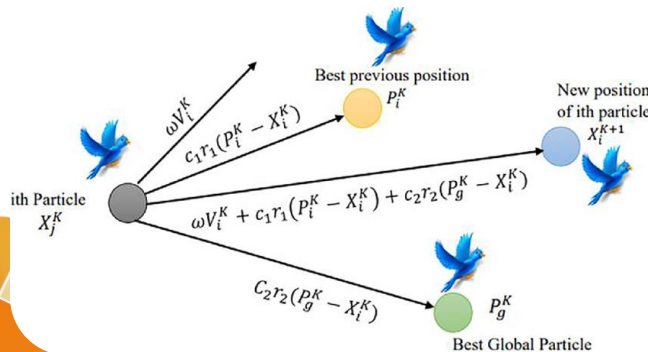 Best previous position
P_i^K
New position
of ith particle
X_i^{K+1}
ωV_i^K
c_1r_1(P_i^K − X_i^K)
ith Particle
X_j^K
ωV_i^K + c_1r_1(P_i^K − X_i^K) + c_2r_2(P_g^K − X_i^K)
C_2r_2(P_g^K − X_i^K)
P_g^K
Best Global Particle